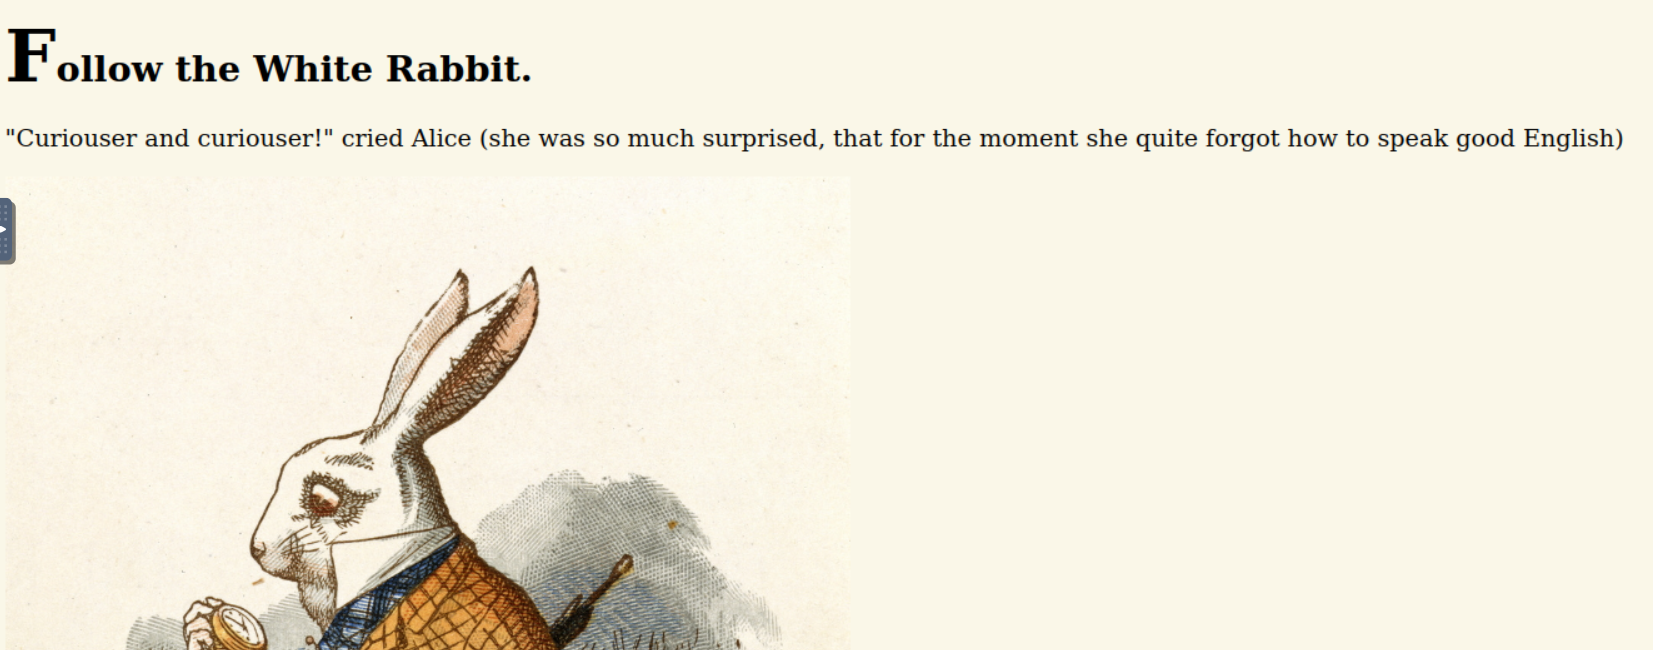 Follow the White Rabbit.
"Curiouser and curiouser!" cried Alice (she was so much surprised, that for the moment she quite forgot how to speak good English)